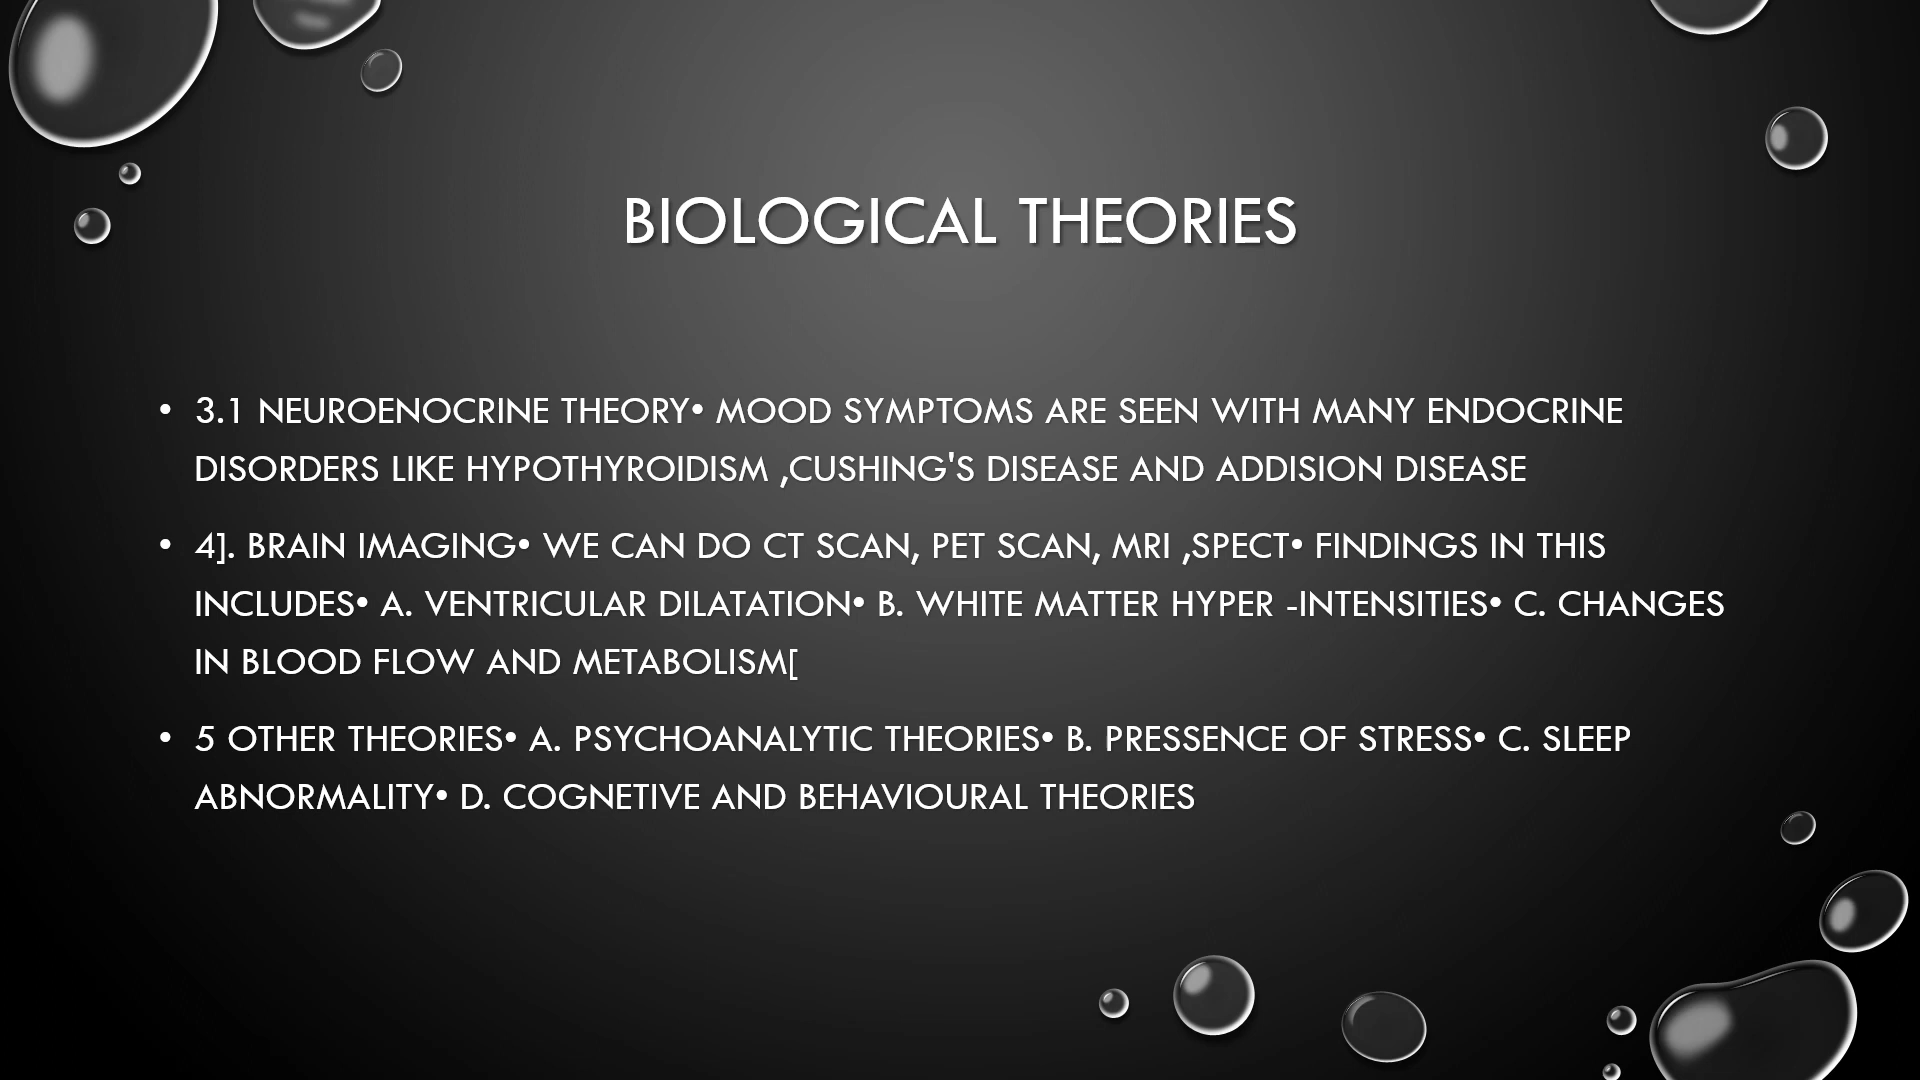 BIOLOGICAL THEORIES
• 3.1 NEUROENOCRINE THEORY• MOOD SYMPTOMS ARE SEEN WITH MANY ENDOCRINE
DISORDERS LIKE HYPOTHYROIDISM ,CUSHING'S DISEASE AND ADDISION DISEASE
• 4]. BRAIN IMAGING• WE CAN DO CT SCAN, PET SCAN, MRI ,SPECT• FINDINGS IN THIS
INCLUDES• A. VENTRICULAR DILATATION• B. WHITE MATTER HYPER -INTENSITIES• C. CHANGES
IN BLOOD FLOW AND METABOLISM[
• 5 OTHER THEORIES• A. PSYCHOANALYTIC THEORIES• B. PRESSENCE OF STRESS• C. SLEEP
ABNORMALITY• D. COGNETIVE AND BEHAVIOURAL THEORIES